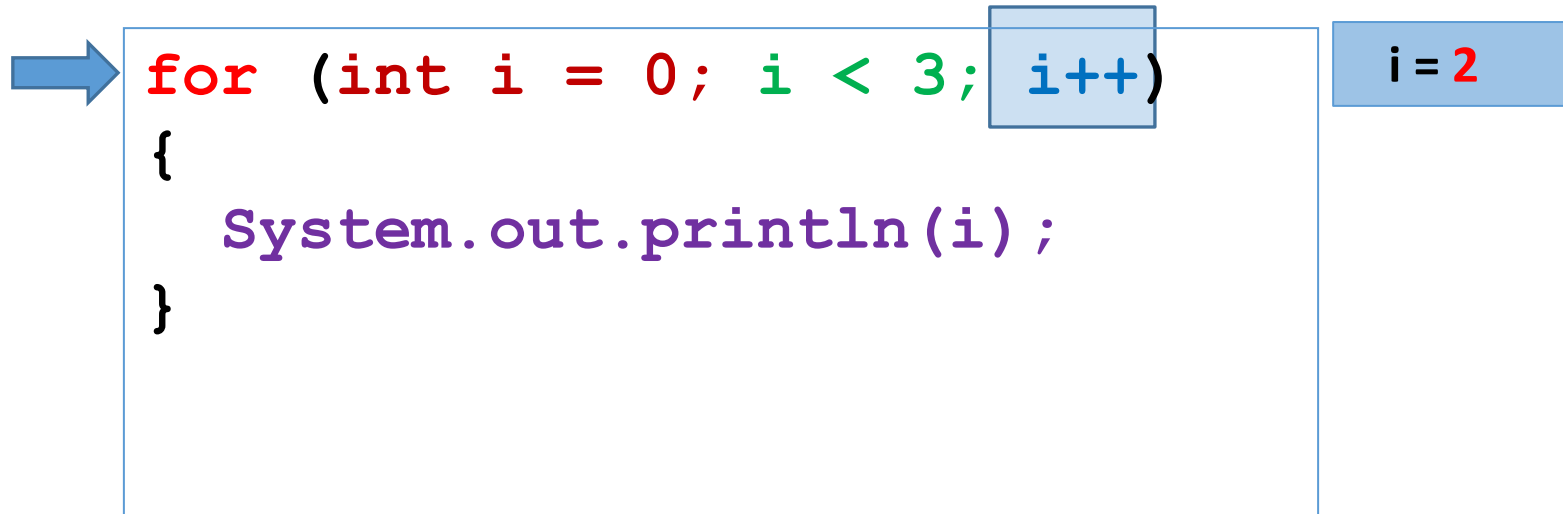 for (int i = 0; i < 3; i++)
i = 2
{
System.out.println(i);
}